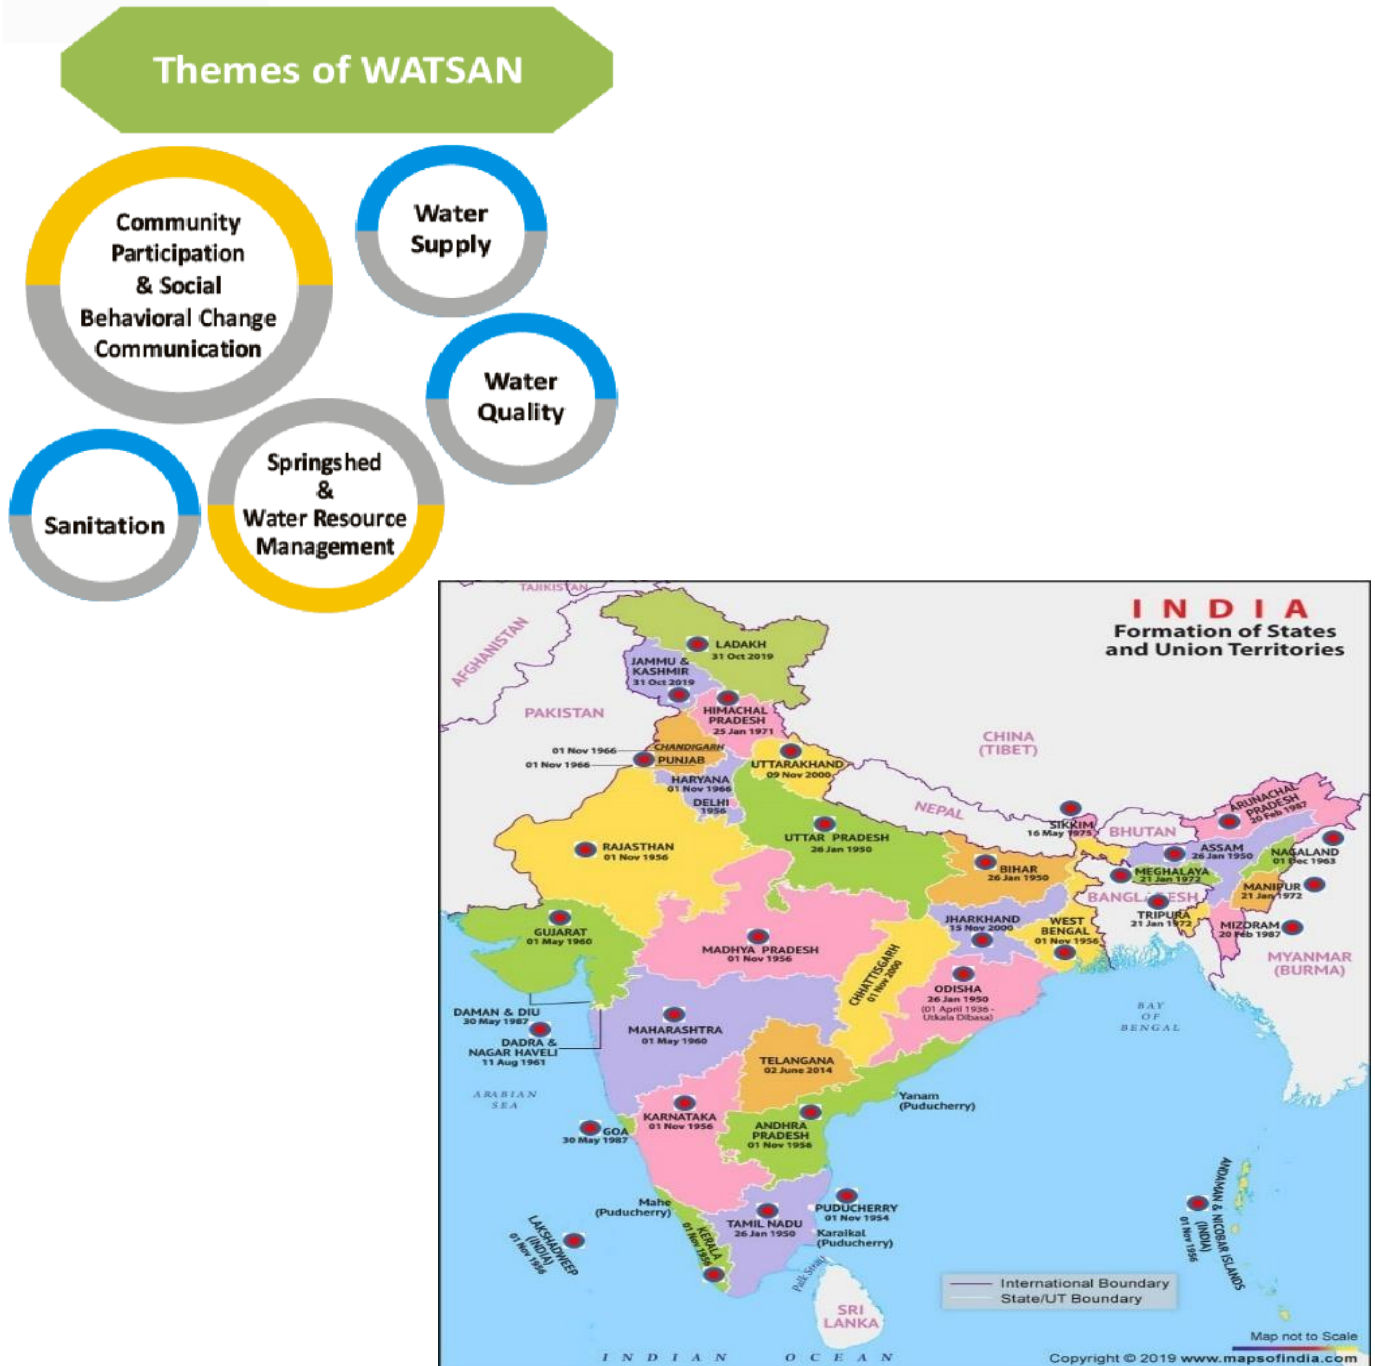 Themes of WATSAN
Community
Participation
& Social
Behavioral Change
Communication
Water
Supply
Water
Quality
Springshed
&
Water Resource
Management
Sanitation
INDIA
Formation of States
and Union Territories
TAJIKISTAN
AFGHANISTAN
PAKISTAN
CHINA
(TIBET)
NEPAL
BHUTAN
BANGLADESH
MYANMAR
(BURMA)
SRI
LANKA
LADAKH
31 Oct 2019
JAMMU &
KASHMIR
31 Oct 2019
HIMACHAL
PRADESH
25 Jan 1971
01 Nov 1966
CHANDIGARH
01 Nov 1966
PUNJAB
UTTARAKHAND
09 Nov 2000
HARYANA
01 Nov 1966
DELHI
1956
RAJASTHAN
01 Nov 1956
UTTAR PRADESH
26 Jan 1950
BIHAR
26 Jan 1950
SIKKIM
16 May 1975
ARUNACHAL
PRADESH
20 Feb 1987
ASSAM
26 Jan 1950
NAGALAND
01 Dec 1963
MEGHALAYA
21 Jan 1972
MANIPUR
21 Jan 1972
TRIPURA
21 Jan 1972
MIZORAM
20 Feb 1987
GUJARAT
01 May 1960
MADHYA PRADESH
01 Nov 1956
CHHATTISGARH
01 Nov 2000
JHARKHAND
15 Nov 2000
WEST
BENGAL
01 Nov 1956
ODISHA
26 Jan 1950
(01 April 1936 -
Utkala Dibasa)
DAMAN & DIU
30 May 1987
DADRA &
NAGAR HAVELI
11 Aug 1961
MAHARASHTRA
01 May 1960
TELANGANA
02 June 2014
ARABIAN
SEA
BAY
OF
BENGAL
Yanam
(Puducherry)
KARNATAKA
01 Nov 1956
ANDHRA
PRADESH
01 Nov 1956
GOA
30 May 1987
Mahe
(Puducherry)
KERALA
01 Nov 1956
TAMIL NADU
26 Jan 1950
PUDUCHERRY
01 Nov 1954
Karaikal
(Puducherry)
Palk Strait
LAKSHADWEEP
(INDIA)
01 Nov 1956
ANDAMAN & NICOBAR ISLANDS
(INDIA)
01 Nov 1956
International Boundary
State/UT Boundary
INDIAN OCEAN
Map not to Scale
Copyright © 2019 www.mapsofindia.com